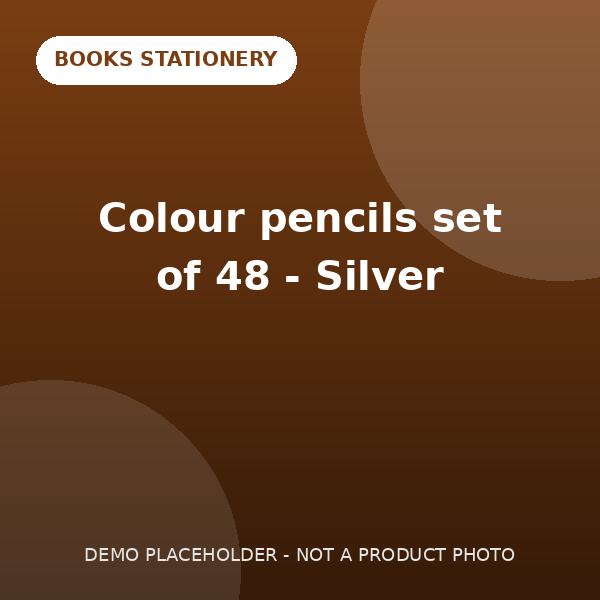 BOOKS STATIONERY
Colour pencils set
of 48 - Silver
DEMO PLACEHOLDER - NOT A PRODUCT PHOTO